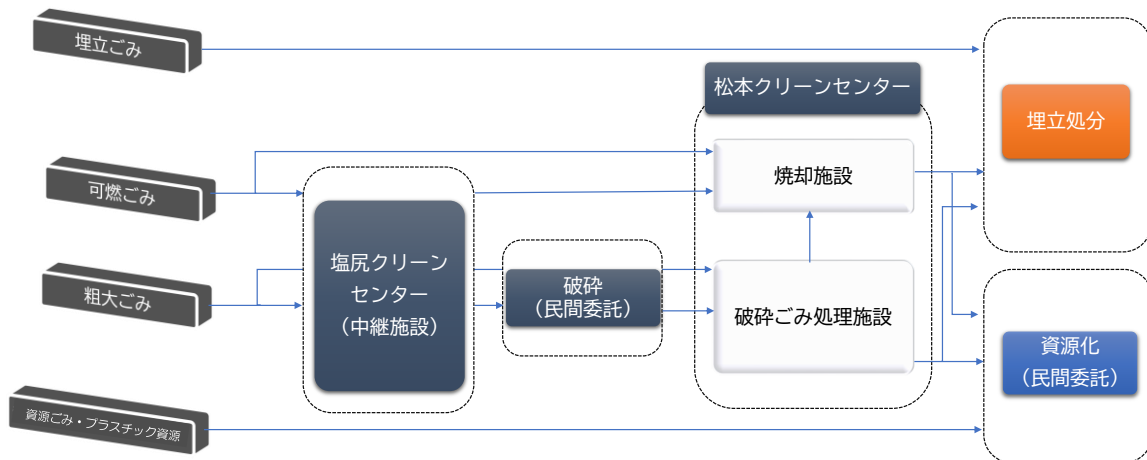 埋立ごみ
松本クリーンセンター
埋立処分
可燃ごみ
焼却施設
塩尻クリーン
センター
（中継施設）
粗大ごみ
破砕
（民間委託）
破砕ごみ処理施設
資源化
（民間委託）
資源ごみ・プラスチック資源